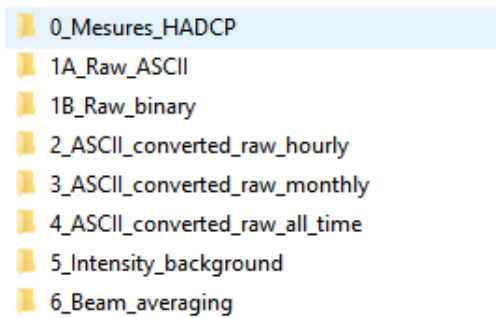 0_Mesures_HADCP
1A_Raw_ASCII
1B_Raw_binary
2_ASCII_converted_raw_hourly
3_ASCII_converted_raw_monthly
4_ASCII_converted_raw_all_time
5_Intensity_background
6_Beam_averaging